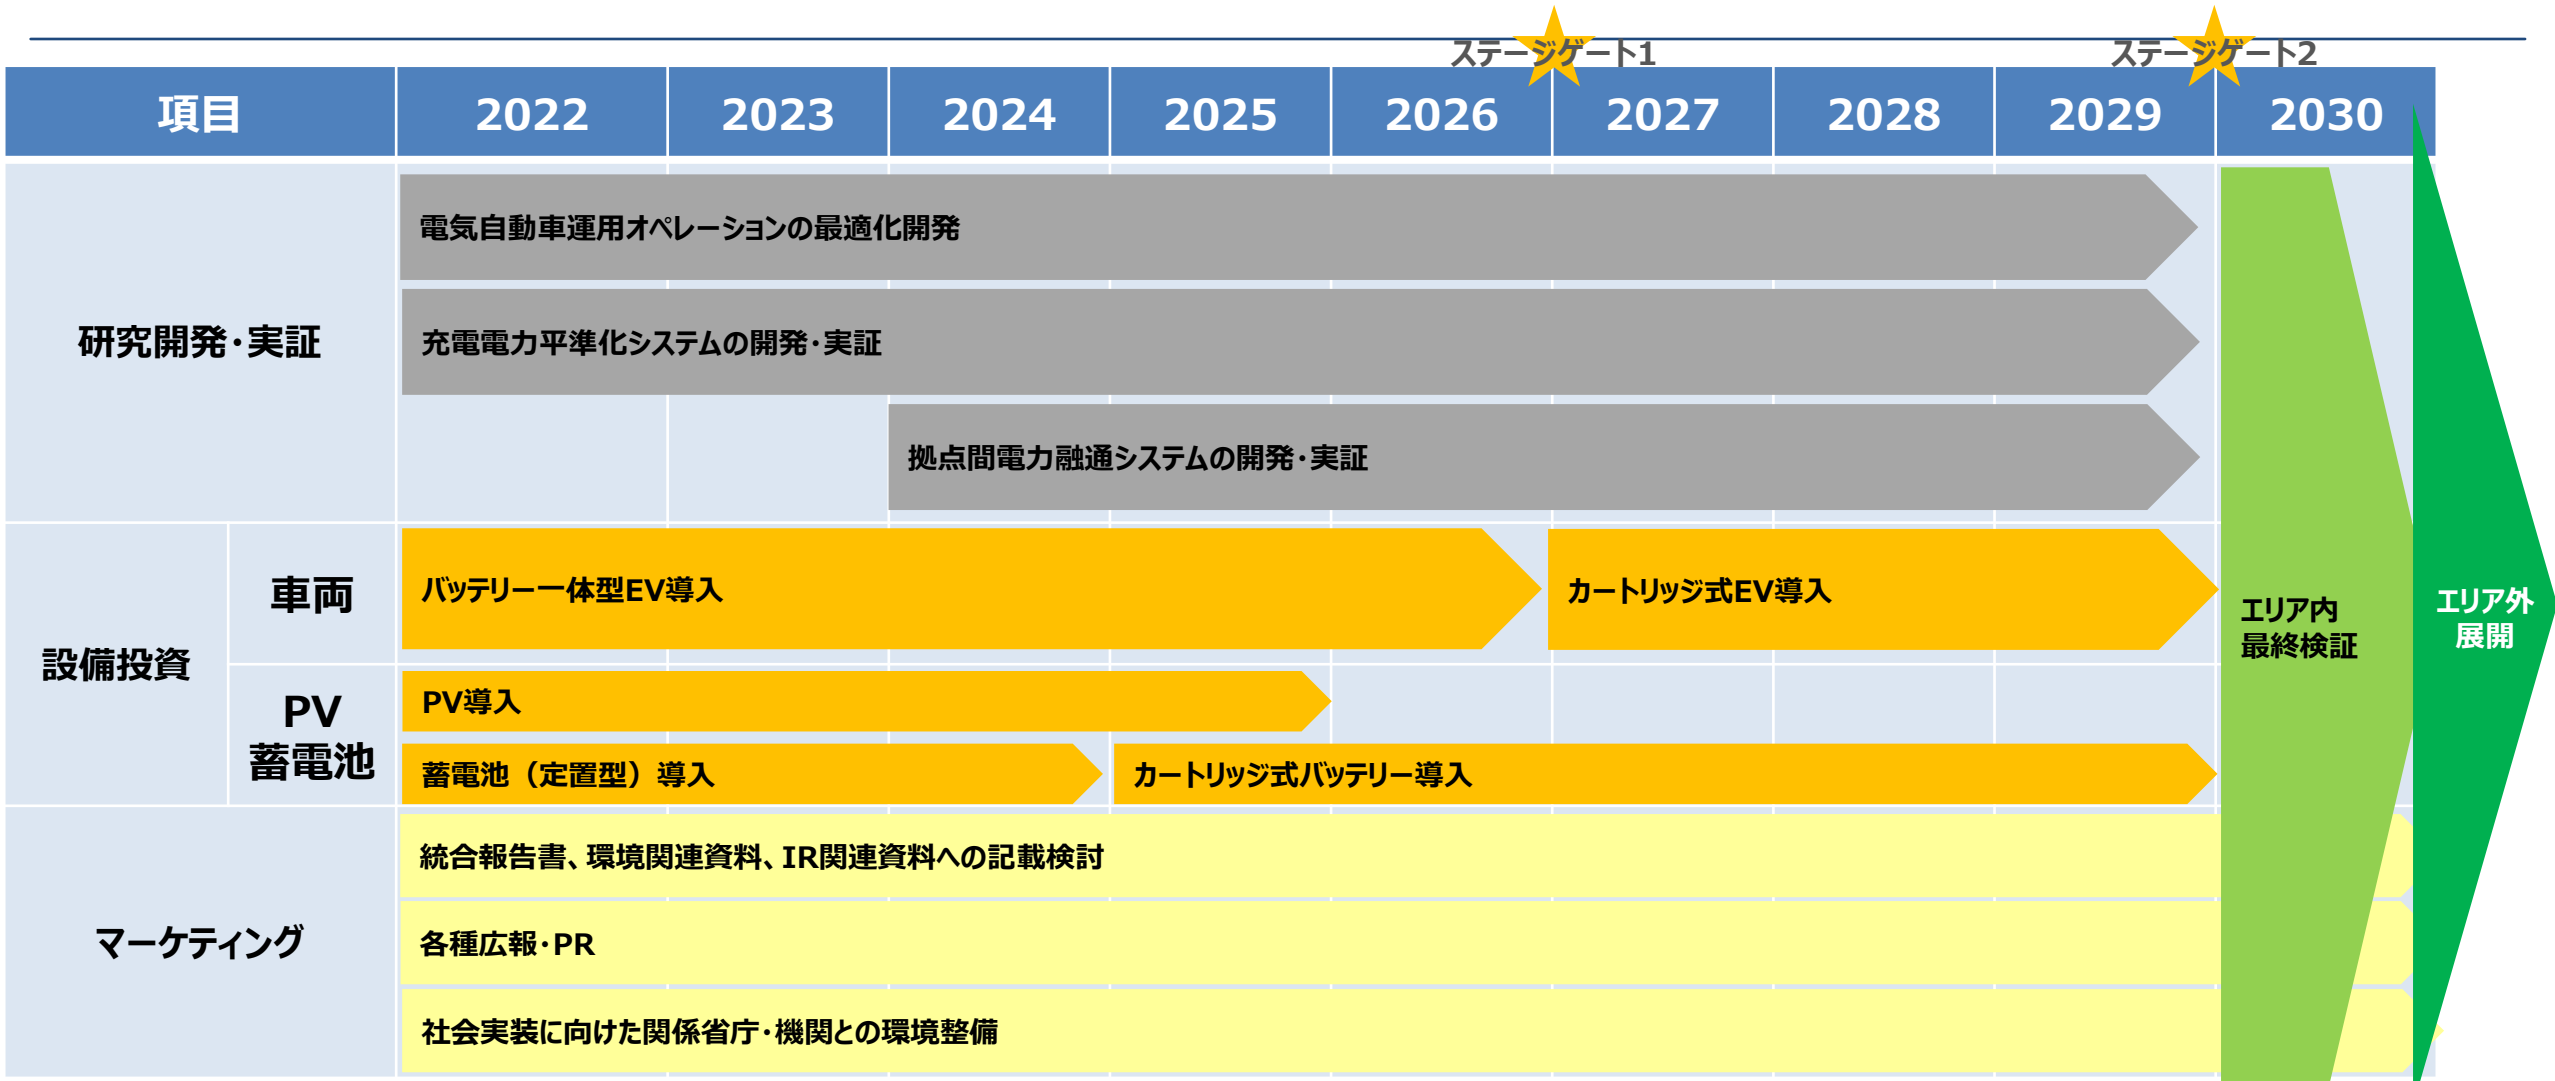 ステージゲート1
ステージゲート2
項目
2022
2023
2024
2025
2026
2027
2028
2029
2030
研究開発・実証
電気自動車運用オペレーションの最適化開発
充電電力平準化システムの開発・実証
拠点間電力融通システムの開発・実証
設備投資
車両
バッテリー一体型EV導入
カートリッジ式EV導入
PV
蓄電池
PV導入
蓄電池（定置型）導入
カートリッジ式バッテリー導入
マーケティング
統合報告書、環境関連資料、IR関連資料への記載検討
各種広報・PR
社会実装に向けた関係省庁・機関との環境整備
エリア内
最終検証
エリア外
展開